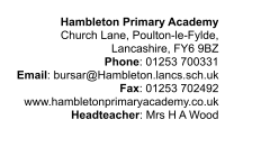 Hambleton Primary Academy
Church Lane, Poulton-le-Fylde,
Lancashire, FY6 9BZ
Phone: 01253 700331
Email: bursar@Hambleton.lancs.sch.uk
Fax: 01253 702492
www.hambletonprimaryacademy.co.uk
Headteacher: Mrs H A Wood